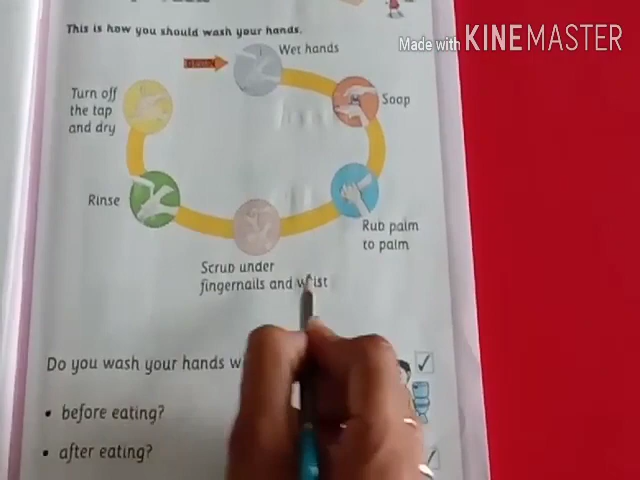 This is how you should wash your hands.
Made with KINEMASTER
Wet hands
Soap
Rub palm
to palm
Scrub under
fingernails and wrist
Rinse
Turn off
the tap
and dry
Do you wash your hands
• before eating?
• after eating?